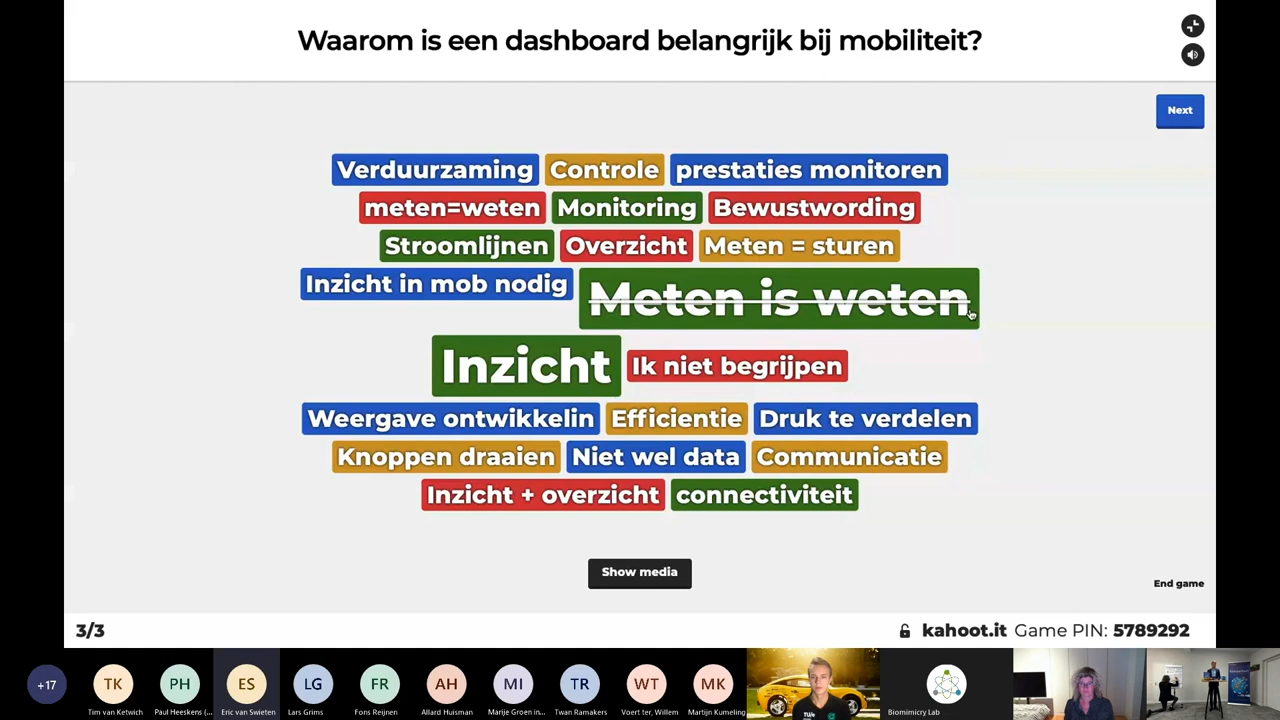 Waarom is een dashboard belangrijk bij mobiliteit?
Next
Verduurzaming Controle prestaties monitoren
meten=weten Monitoring Bewustwording
Stroomlijnen Overzicht Meten = sturen
Inzicht in mob nodig Meten is weten
Inzicht Ik niet begrijpen
Weergave ontwikkelin Efficientie Druk te verdelen
Knoppen draaien Niet wel data Communicatie
Inzicht + overzicht connectiviteit
Show media
End game
3/3 kahoot.it Game PIN: 5789292
+17 TK PH ES LG FR AH MI TR WT MK
Tim van Ketwich Paul Heeskens (... Eric van Swieten Lars Grims Fons Reijnen Allard Huisman Marije Groen in... Twan Ramakers Voert ter, Willem Martijn Kumeling Biomimicry Lab